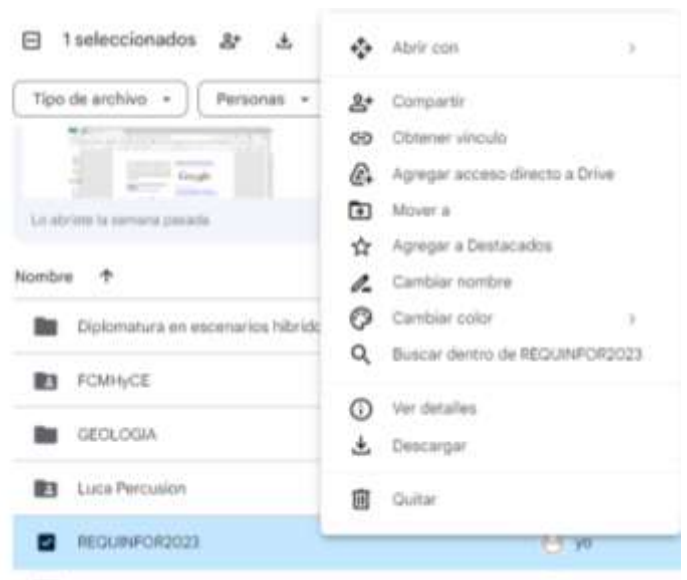 1 seleccionados
Tipo de archivo
Personas
Google
Lo abriste la semana pasada
Nombre
Diplomatura en escenarios híbrido
FCMHyCE
GEOLOGIA
Luca Percusion
REQUINFOR2023
yo
Abrir con
Compartir
Obtener vínculo
Agregar acceso directo a Drive
Mover a
Agregar a Destacados
Cambiar nombre
Cambiar color
Buscar dentro de REQUINFOR2023
Ver detalles
Descargar
Quitar